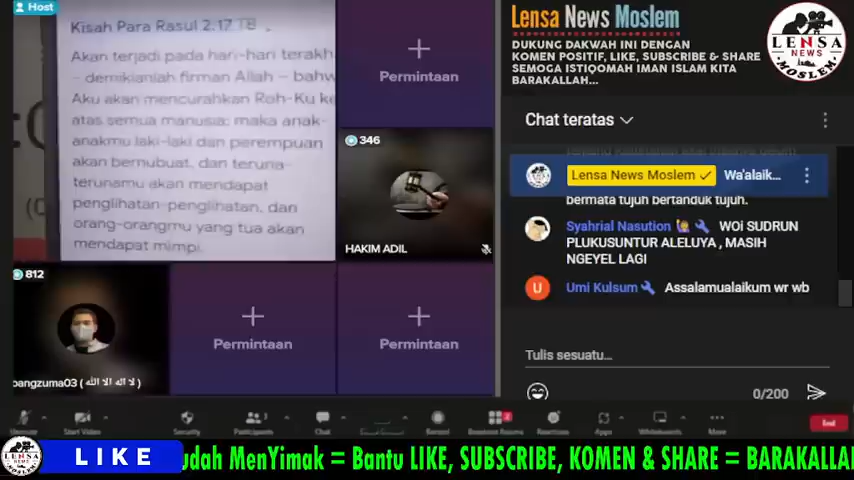 Host
Kisah Para Rasul 2:17 TB
Akan terjadi pada hari-hari terakh
- demikianlah firman Allah - bahw
Aku akan mencurahkan Roh-Ku ke
atas semua manusia; maka anak-
anakmu laki-laki dan perempuan
akan bernubuat, dan teruna-
terunamu akan mendapat
penglihatan-penglihatan, dan
orang-orangmu yang tua akan
mendapat mimpi.
Permintaan
346
HAKIM ADIL
812
bangzuma03 ( لا اله الا الله )
Permintaan
Permintaan
Lensa News Moslem
DUKUNG DAKWAH INI DENGAN
KOMEN POSITIF, LIKE, SUBSCRIBE & SHARE
SEMOGA ISTIQOMAH IMAN ISLAM KITA
BARAKALLAH...
LENSA
NEWS
MOSLEM
Chat teratas
Lensa News Moslem Wa'alaik...
bermata tujuh bertanduk tujuh.
Syahrial Nasution WOI SUDRUN
PLUKUSUNTUR ALELUYA , MASIH
NGEYEL LAGI
U Umi Kulsum Assalamualaikum wr wb
Tulis sesuatu...
0/200
Start Video
Security
Participants
Chat
Record
Breakout Rooms
Reactions
Apps
Whiteboards
More
End
LENSA
NEWS
MOSLEM
LIKE
udah MenYimak = Bantu LIKE, SUBSCRIBE, KOMEN & SHARE = BARAKALLA